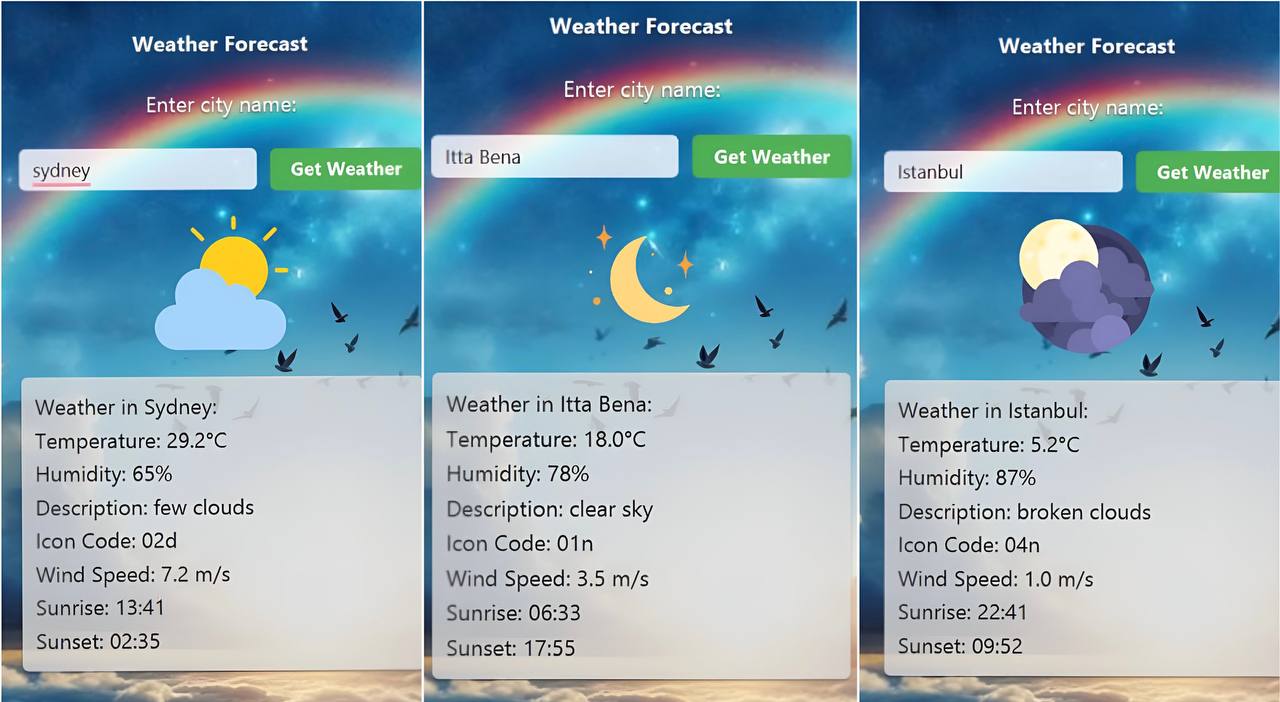 Weather Forecast
Enter city name:
sydney
Get Weather
Weather in Sydney:
Temperature: 29.2°C
Humidity: 65%
Description: few clouds
Icon Code: 02d
Wind Speed: 7.2 m/s
Sunrise: 13:41
Sunset: 02:35
Weather Forecast
Enter city name:
Itta Bena
Get Weather
Weather in Itta Bena:
Temperature: 18.0°C
Humidity: 78%
Description: clear sky
Icon Code: 01n
Wind Speed: 3.5 m/s
Sunrise: 06:33
Sunset: 17:55
Weather Forecast
Enter city name:
Istanbul
Get Weather
Weather in Istanbul:
Temperature: 5.2°C
Humidity: 87%
Description: broken clouds
Icon Code: 04n
Wind Speed: 1.0 m/s
Sunrise: 22:41
Sunset: 09:52